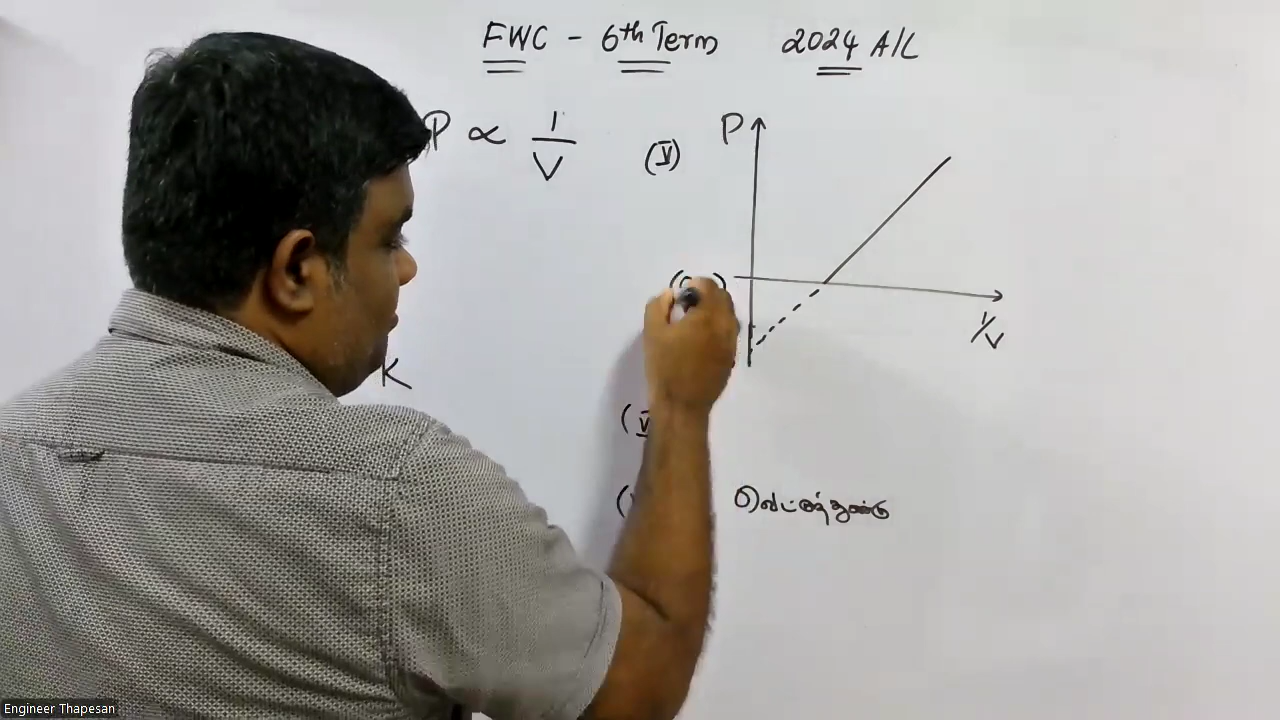 FWC - 6th Term 2024 A/L
P ∝ 1/V
(V)
P
1/V
K
வெட்டுத்துண்டு
Engineer Thapesan